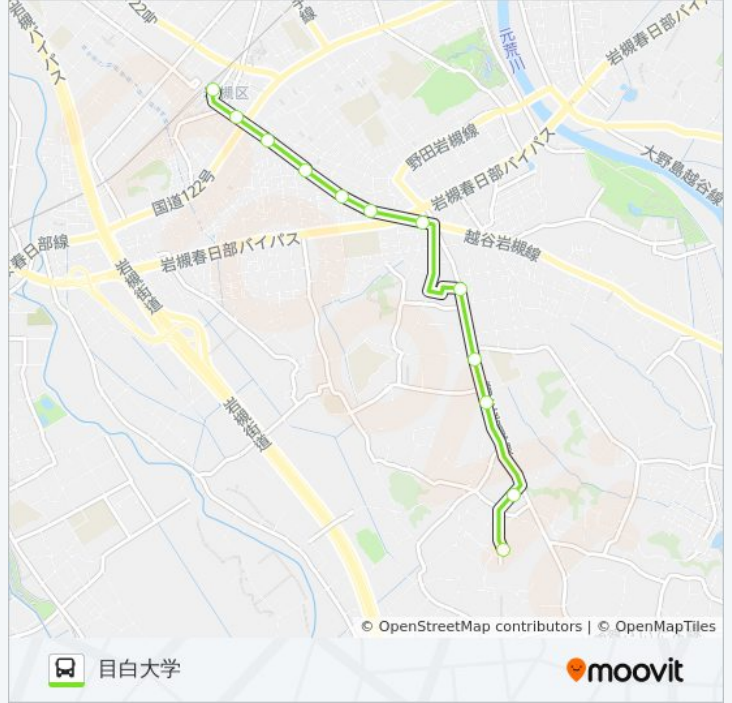 22号
線
岩槻バイパス
岩槻春日部バイパス
元荒川
槻区
野田岩槻線
大野島越谷線
国道122号
岩槻春日部バイパス
春日部線
岩槻春日部バイパス
越谷岩槻線
岩槻街道
岩槻街道
© OpenStreetMap contributors | © OpenMapTiles
目白大学
moovit